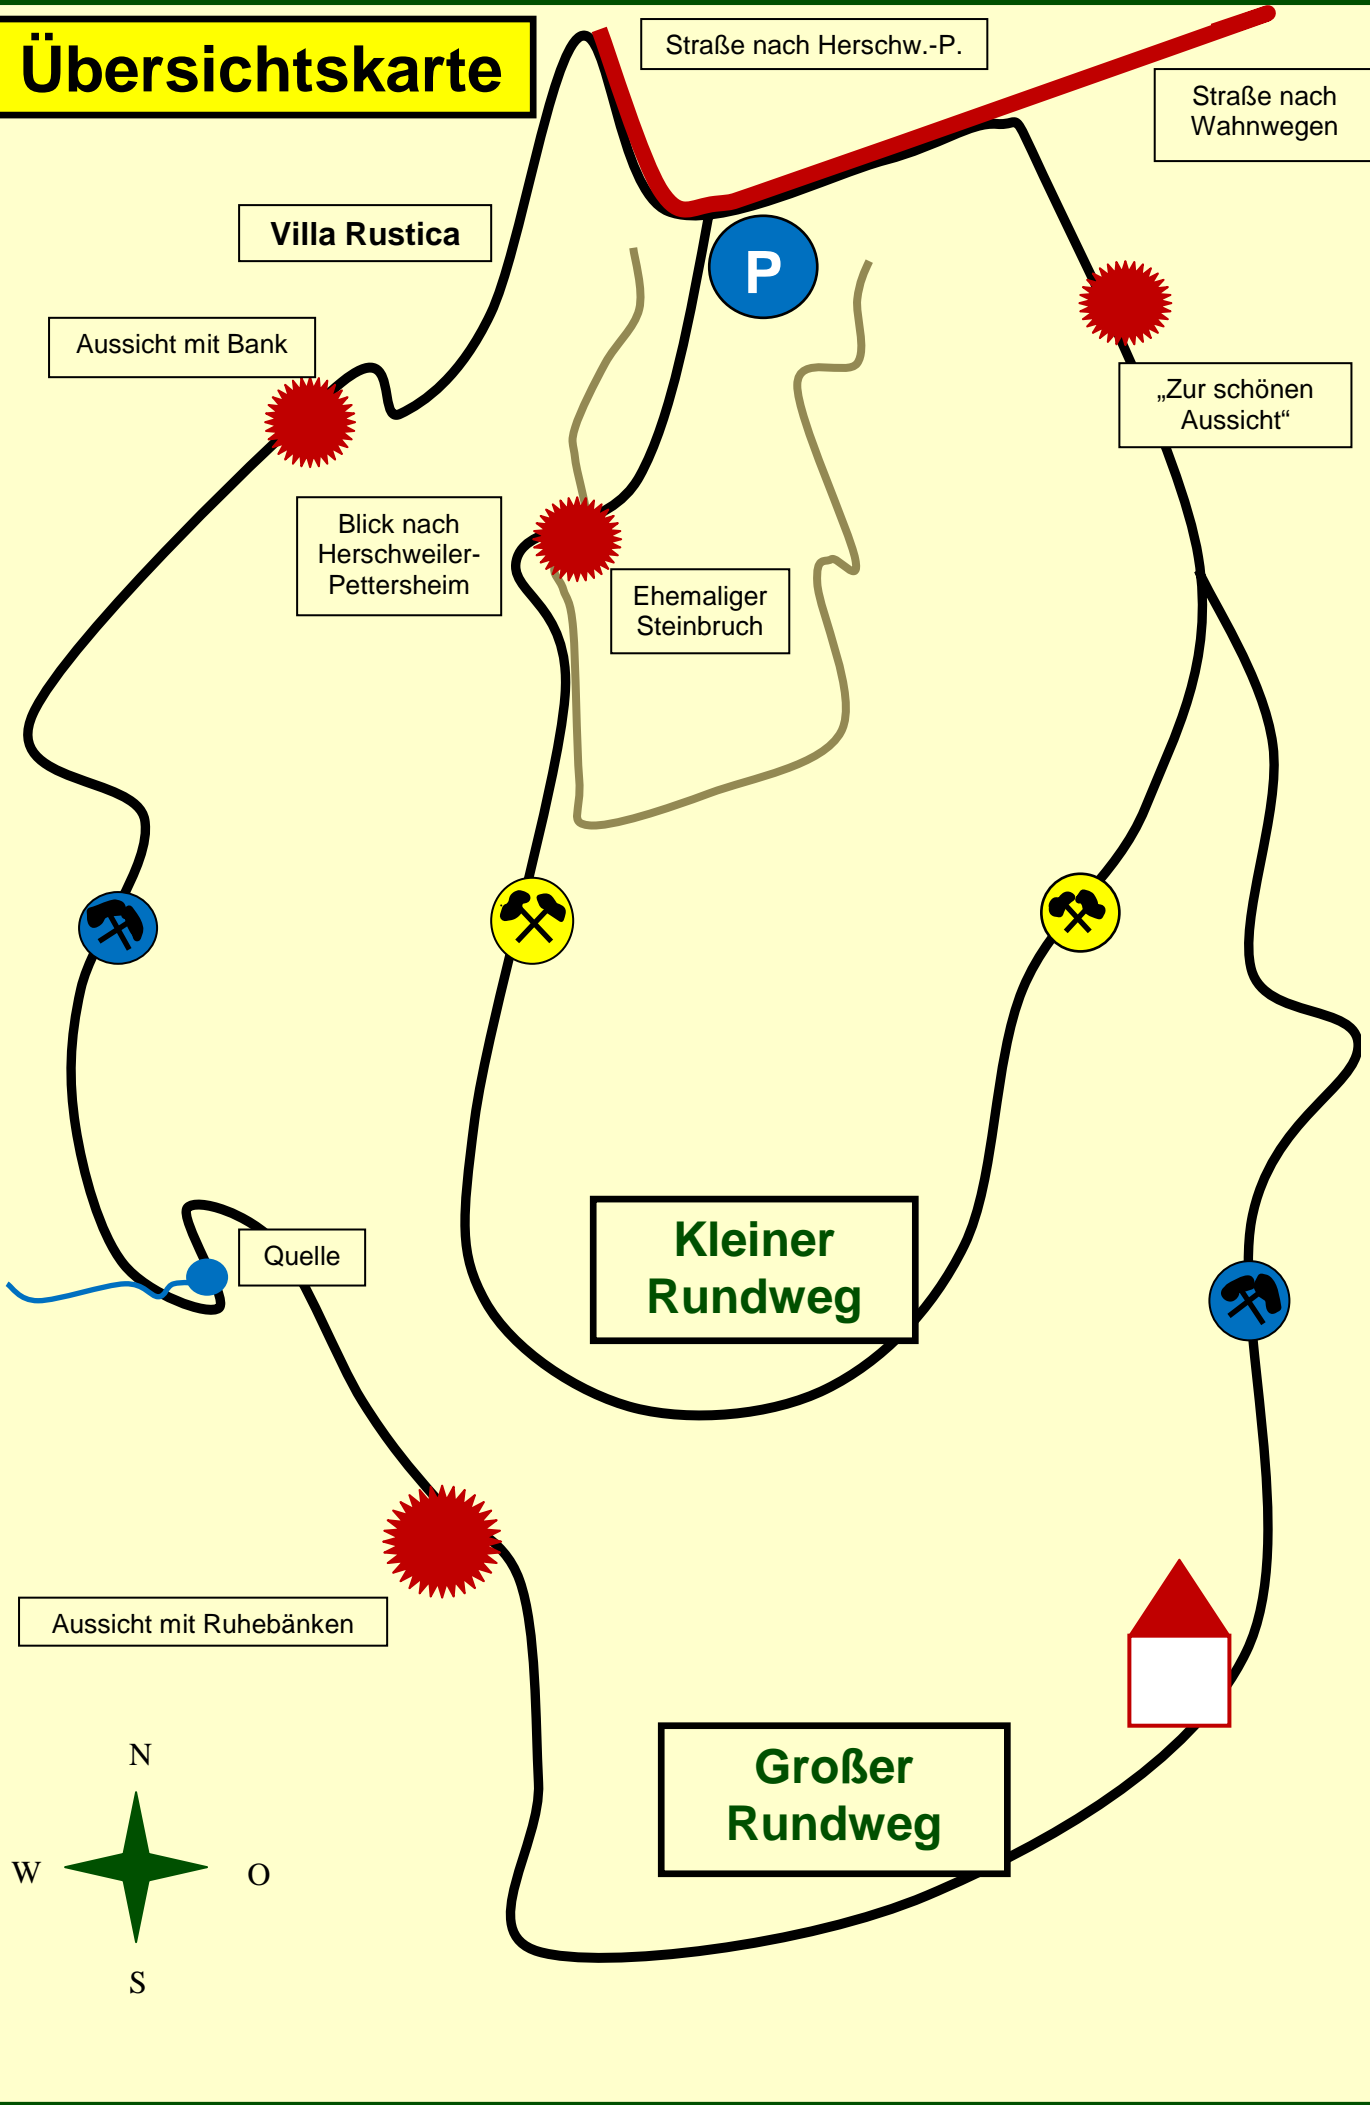 Übersichtskarte
Straße nach Herschw.-P.
Straße nach
Wahnwegen
Villa Rustica
P
Aussicht mit Bank
„Zur schönen
Aussicht“
Blick nach
Herschweiler-
Pettersheim
Ehemaliger
Steinbruch
Kleiner
Rundweg
Quelle
Aussicht mit Ruhebänken
Großer
Rundweg
N
W
O
S